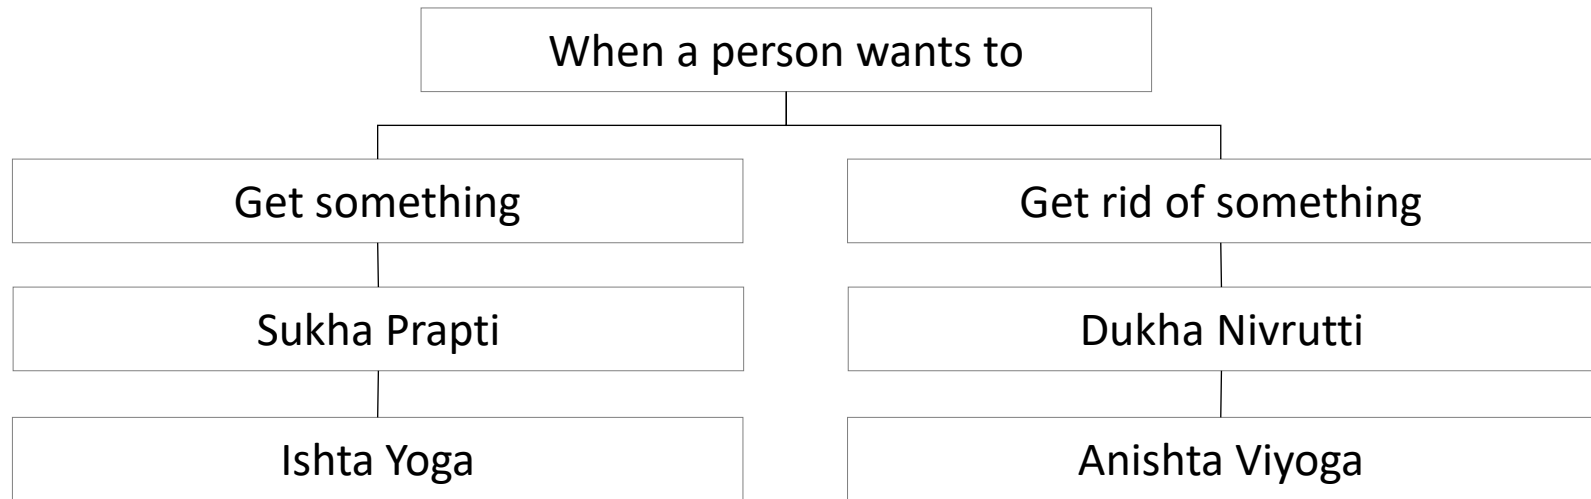 When a person wants to
Get something
Get rid of something
Sukha Prapti
Dukha Nivrutti
Ishta Yoga
Anishta Viyoga